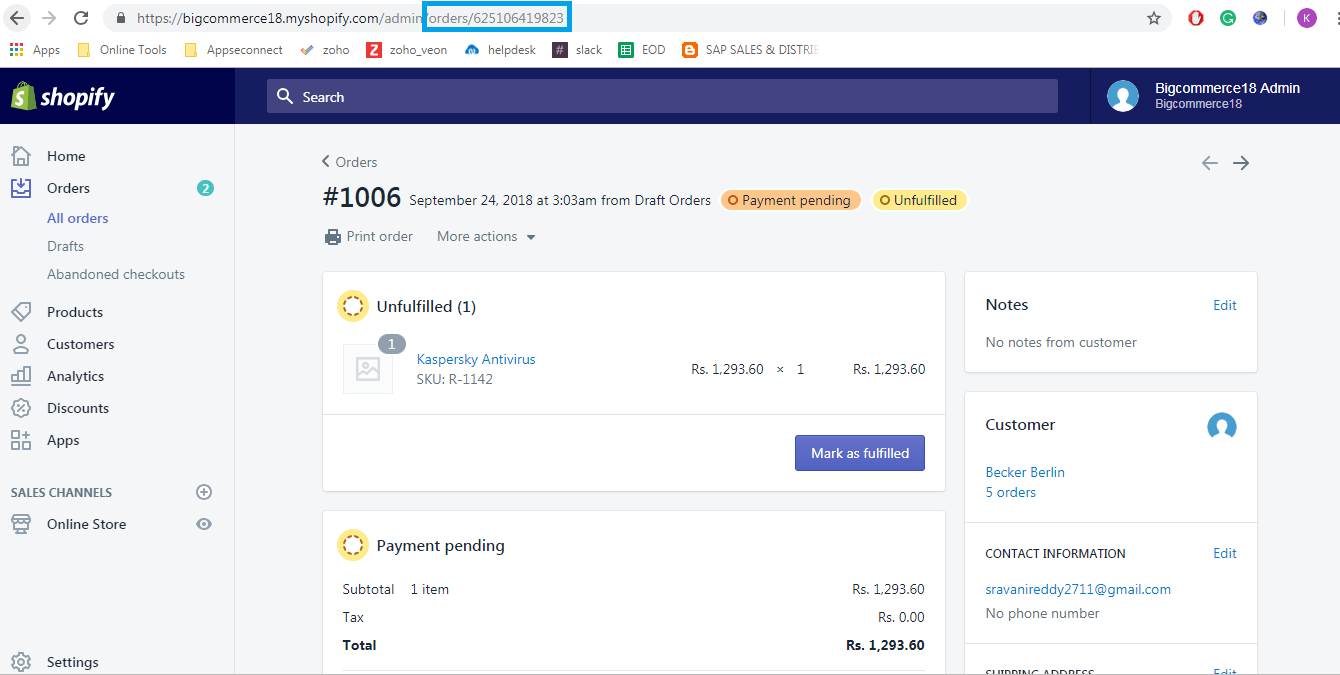 https://bigcommerce18.myshopify.com/admin/orders/625106419823
K
Apps Online Tools Appseconnect zoho zoho_veon helpdesk slack EOD SAP SALES & DISTRI
shopify Search Bigcommerce18 Admin
Bigcommerce18
Home
Orders 2
All orders
Drafts
Abandoned checkouts
Products
Customers
Analytics
Discounts
Apps
SALES CHANNELS
Online Store
Settings
Orders
#1006 September 24, 2018 at 3:03am from Draft Orders Payment pending Unfulfilled
Print order More actions
Unfulfilled (1)
1
Kaspersky Antivirus Rs. 1,293.60 × 1 Rs. 1,293.60
SKU: R-1142
Mark as fulfilled
Payment pending
Subtotal 1 item Rs. 1,293.60
Tax Rs. 0.00
Total Rs. 1,293.60
Notes Edit
No notes from customer
Customer
Becker Berlin
5 orders
CONTACT INFORMATION Edit
sravanireddy2711@gmail.com
No phone number
SHIPPING ADDRESS Edit